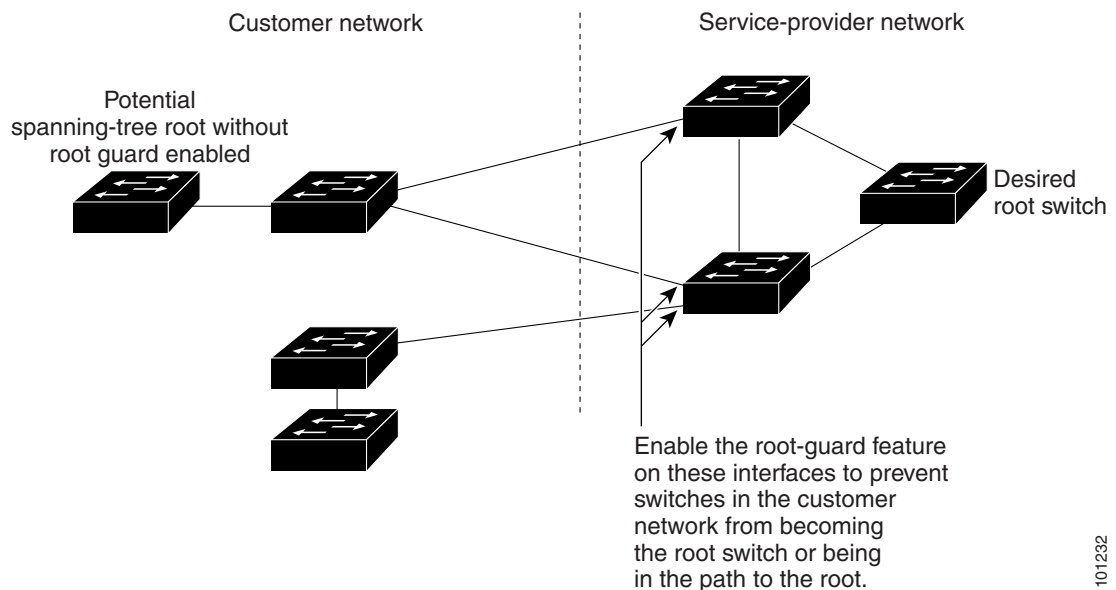 Customer network
Service-provider network
Potential
spanning-tree root without
root guard enabled
Desired
root switch
Enable the root-guard feature
on these interfaces to prevent
switches in the customer
network from becoming
the root switch or being
in the path to the root.
101232